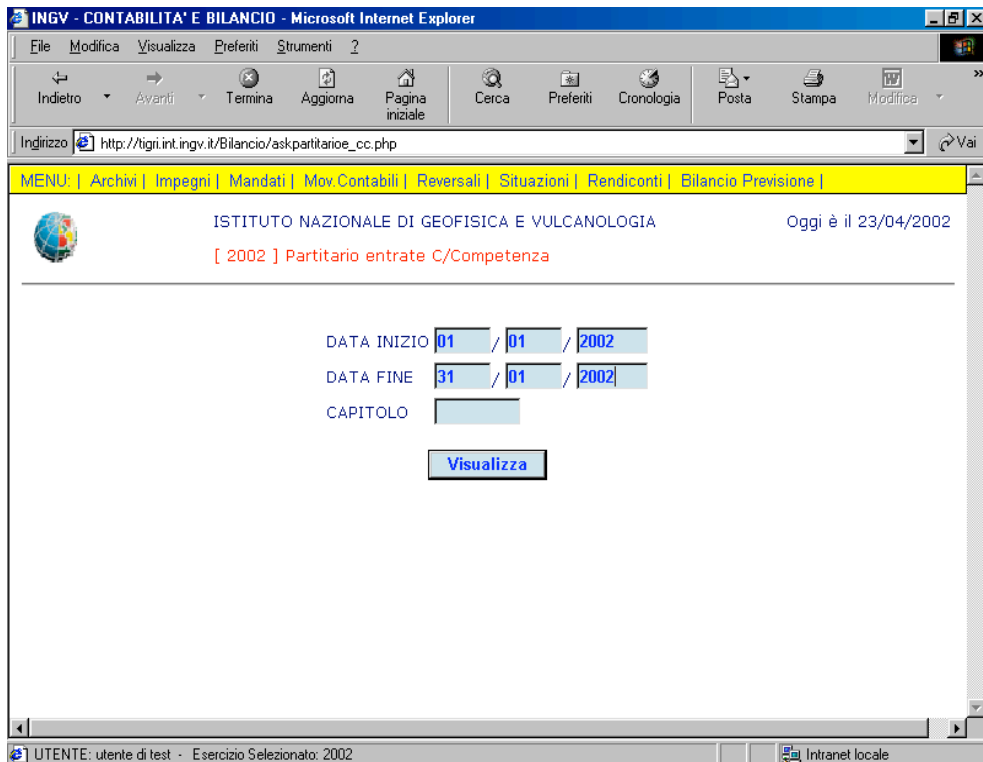 INGV - CONTABILITA' E BILANCIO - Microsoft Internet Explorer
File Modifica Visualizza Preferiti Strumenti ?
Indietro Avanti Termina Aggiorna Pagina iniziale Cerca Preferiti Cronologia Posta Stampa Modifica »
Indirizzo http://tigri.int.ingv.it/Bilancio/askpartitarioe_cc.php Vai
MENU: | Archivi | Impegni | Mandati | Mov.Contabili | Reversali | Situazioni | Rendiconti | Bilancio Previsione |
ISTITUTO NAZIONALE DI GEOFISICA E VULCANOLOGIA Oggi è il 23/04/2002
[ 2002 ] Partitario entrate C/Competenza
DATA INIZIO 01 / 01 / 2002
DATA FINE 31 / 01 / 2002
CAPITOLO
Visualizza
UTENTE: utente di test - Esercizio Selezionato: 2002 Intranet locale